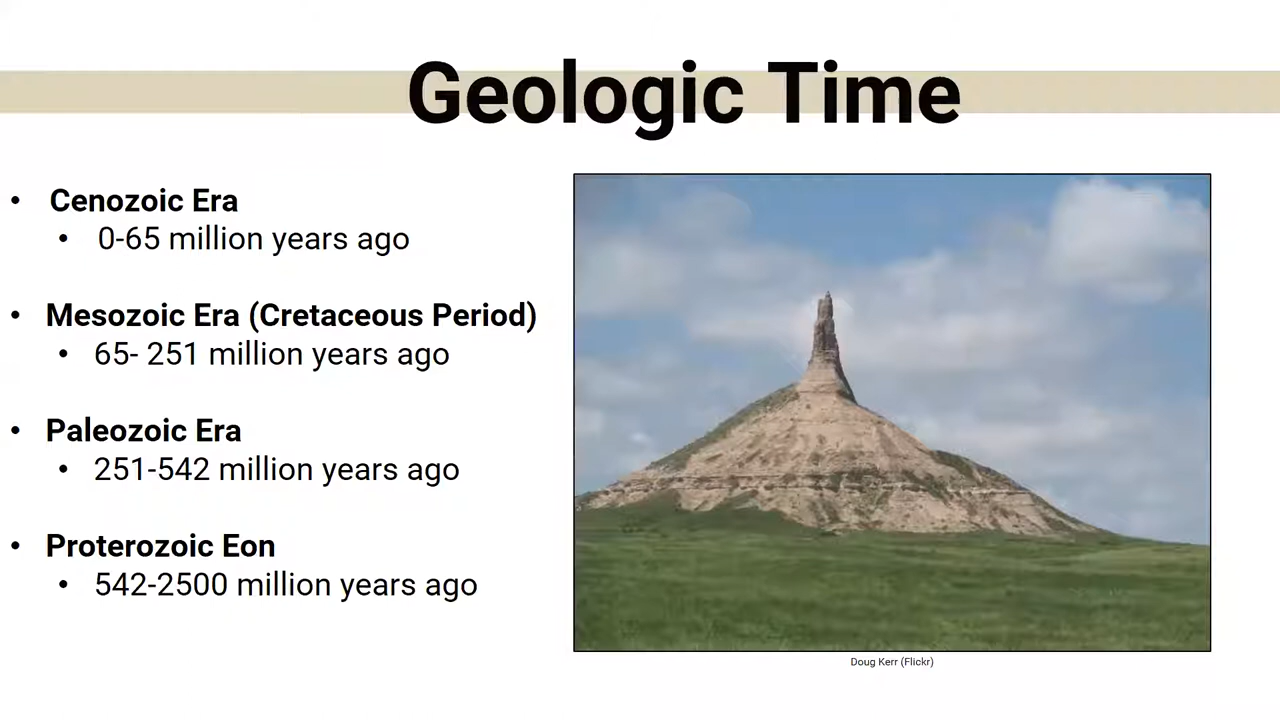 Geologic Time
• Cenozoic Era
• 0-65 million years ago
• Mesozoic Era (Cretaceous Period)
• 65- 251 million years ago
• Paleozoic Era
• 251-542 million years ago
• Proterozoic Eon
• 542-2500 million years ago
Doug Kerr (Flickr)